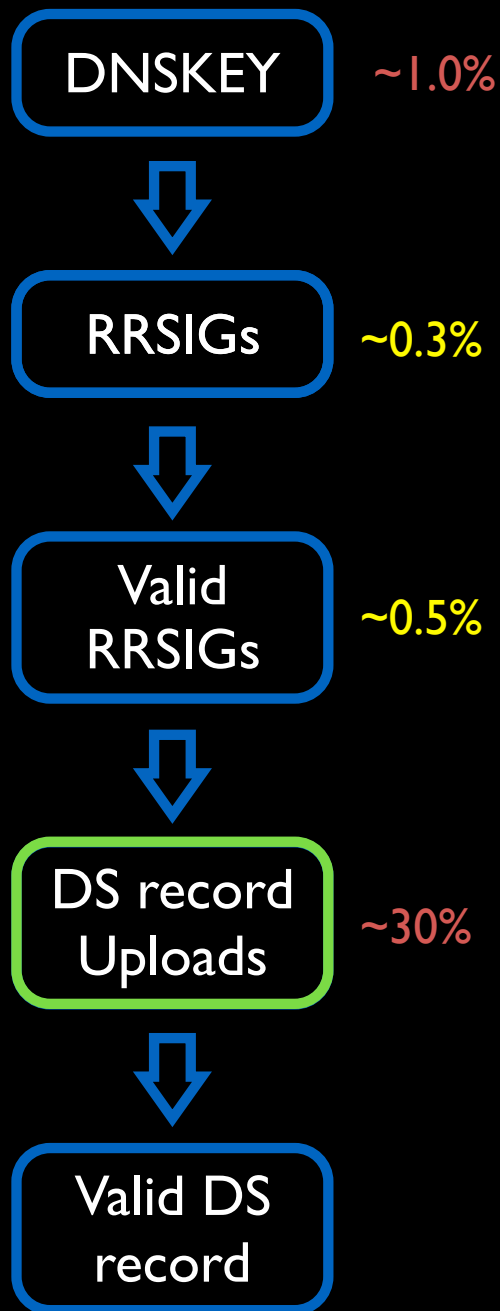 DNSKEY ~1.0%
RRSIGs ~0.3%
Valid
RRSIGs
~0.5%
DS record
Uploads
~30%
Valid DS
record